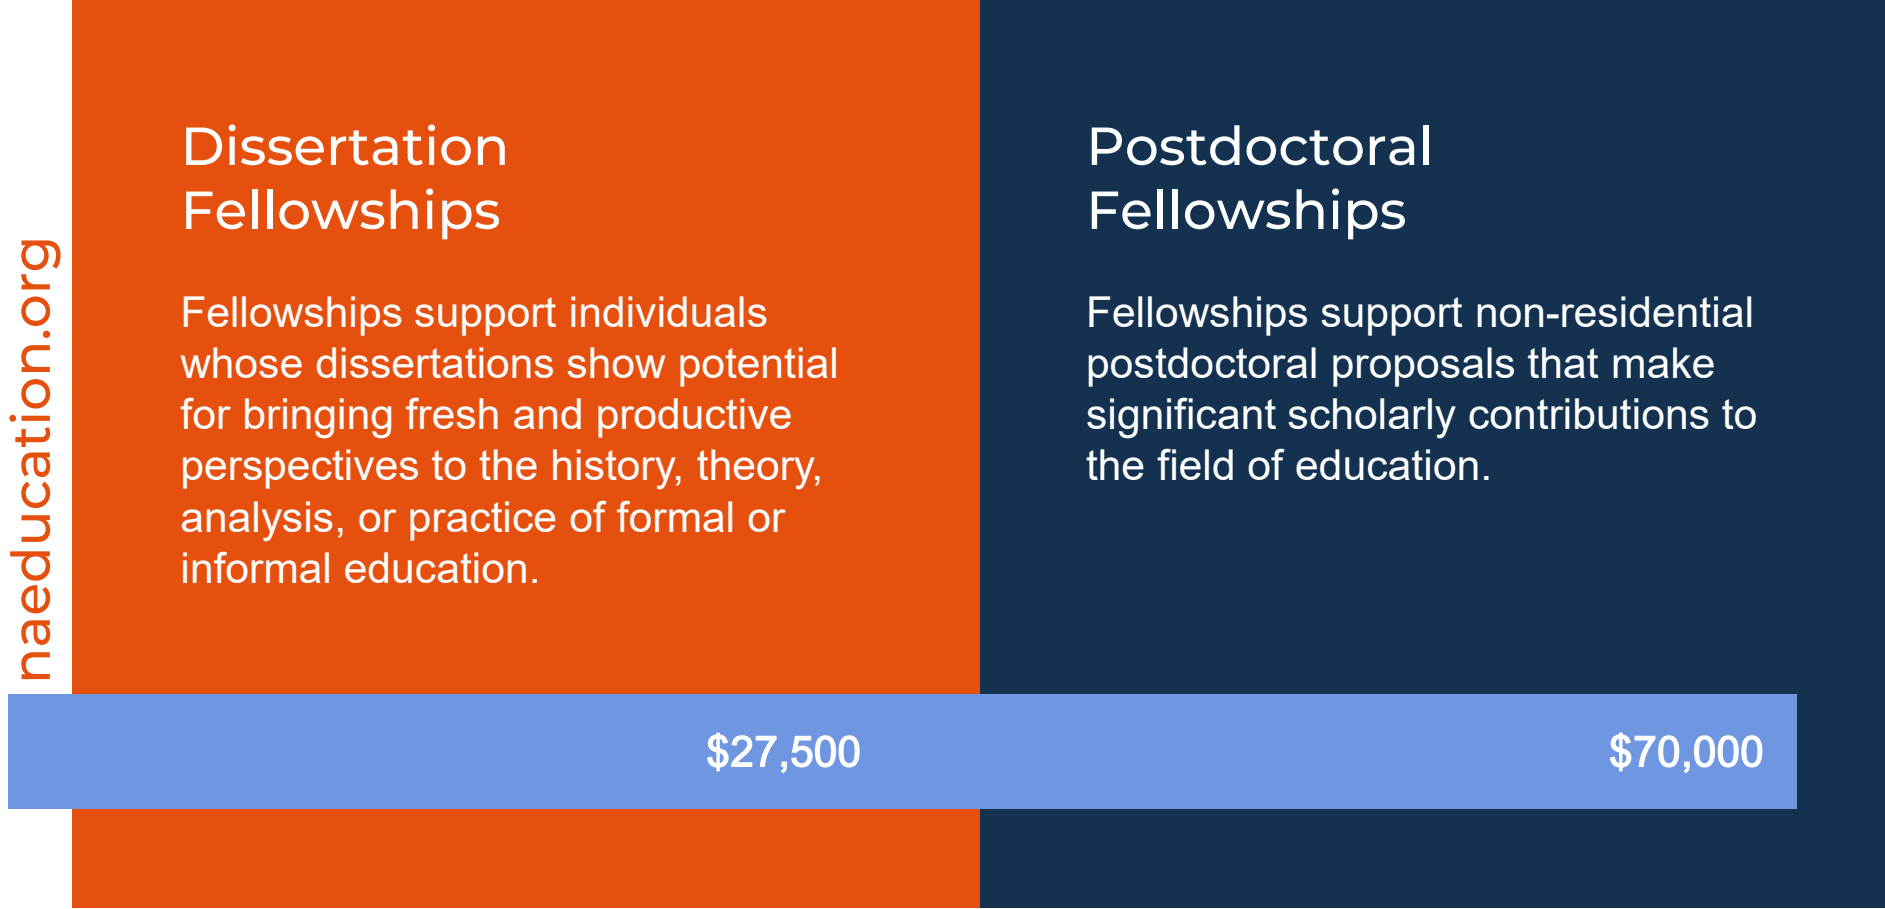 naeducation.org
Dissertation
Fellowships
Fellowships support individuals
whose dissertations show potential
for bringing fresh and productive
perspectives to the history, theory,
analysis, or practice of formal or
informal education.
$27,500
Postdoctoral
Fellowships
Fellowships support non-residential
postdoctoral proposals that make
significant scholarly contributions to
the field of education.
$70,000